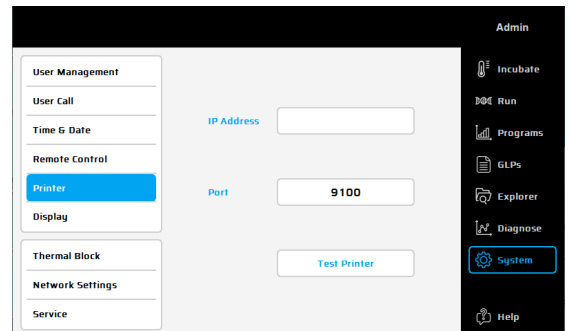 Admin
User Management
User Call
Time & Date
Remote Control
Printer
Display
Thermal Block
Network Settings
Service
IP Address
Port
9100
Test Printer
Incubate
Run
Programs
GLPs
Explorer
Diagnose
System
Help